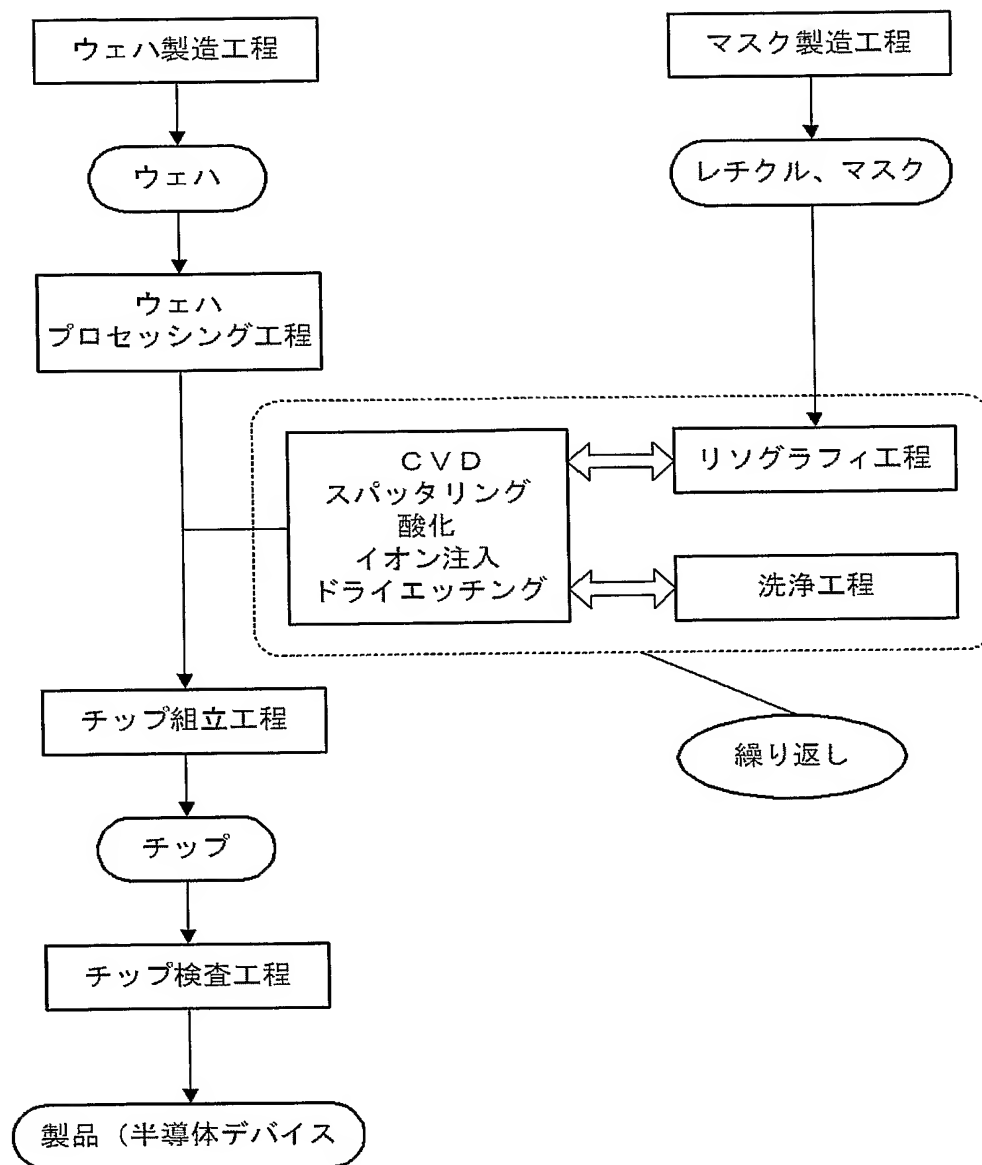 ウェハ製造工程
ウェハ
ウェハ
プロセッシング工程
マスク製造工程
レチクル、マスク
CVD
スパッタリング
酸化
イオン注入
ドライエッチング
リソグラフィ工程
洗浄工程
繰り返し
チップ組立工程
チップ
チップ検査工程
製品（半導体デバイス